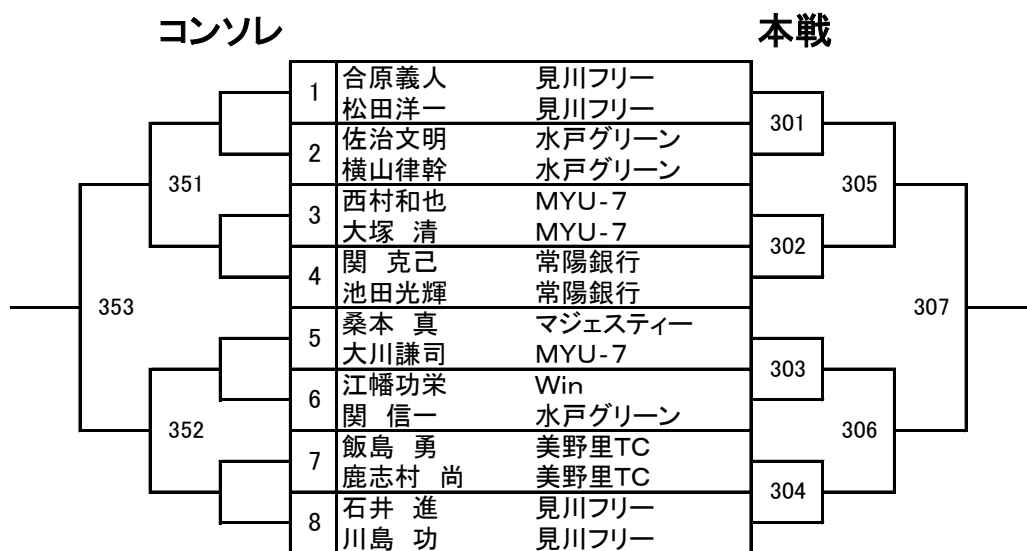 コンソレ 本戦
1 合原義人 見川フリー
松田洋一 見川フリー
301
2 佐治文明 水戸グリーン
横山律幹 水戸グリーン
351 305
3 西村和也 MYU-7
大塚 清 MYU-7
302
4 関 克己 常陽銀行
池田光輝 常陽銀行
353 307
5 桑本 真 マジェスティー
大川謙司 MYU-7
303
6 江幡功栄 Win
関 信一 水戸グリーン
352 306
7 飯島 勇 美野里TC
鹿志村 尚 美野里TC
304
8 石井 進 見川フリー
川島 功 見川フリー